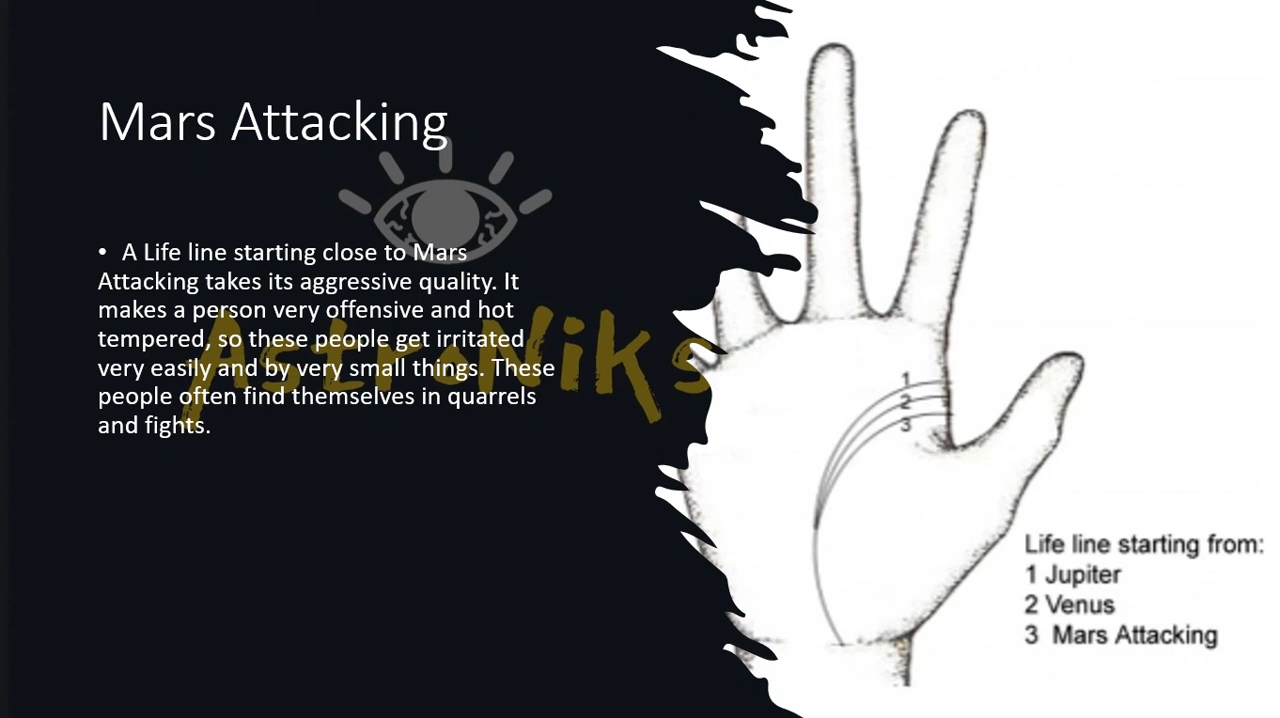 Mars Attacking
• A Life line starting close to Mars
Attacking takes its aggressive quality. It
makes a person very offensive and hot
tempered, so these people get irritated
very easily and by very small things. These
people often find themselves in quarrels
and fights.
AstroNiks
1
2
3
Life line starting from:
1 Jupiter
2 Venus
3 Mars Attacking